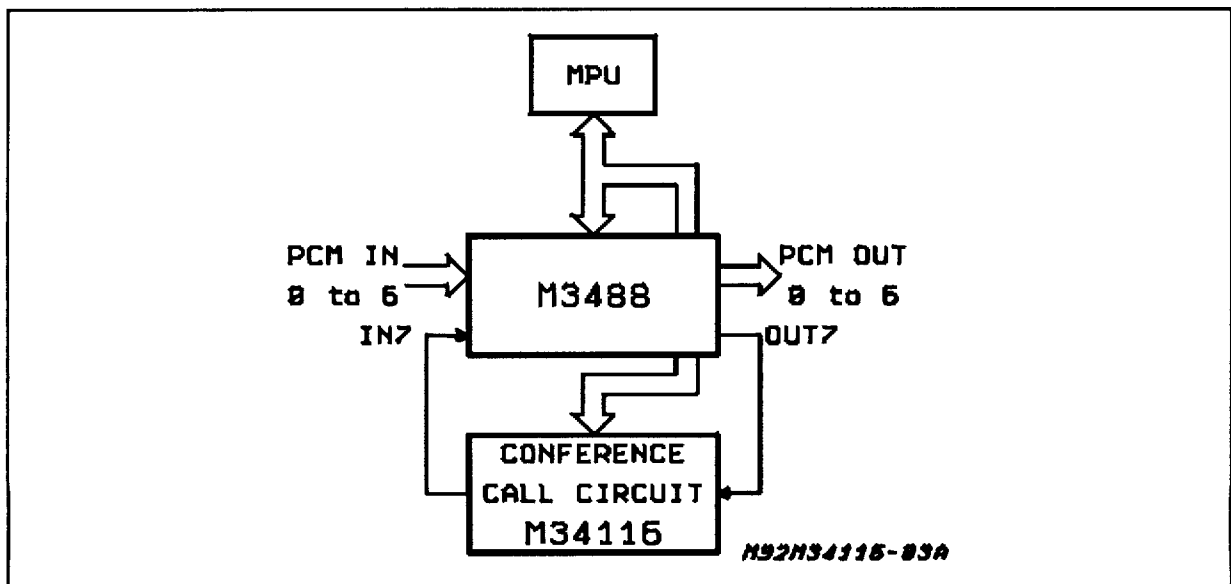 MPU
PCM IN
0 to 6
M3488
PCM OUT
0 to 6
IN7
OUT7
CONFERENCE
CALL CIRCUIT
M34116
M92M34116-03A